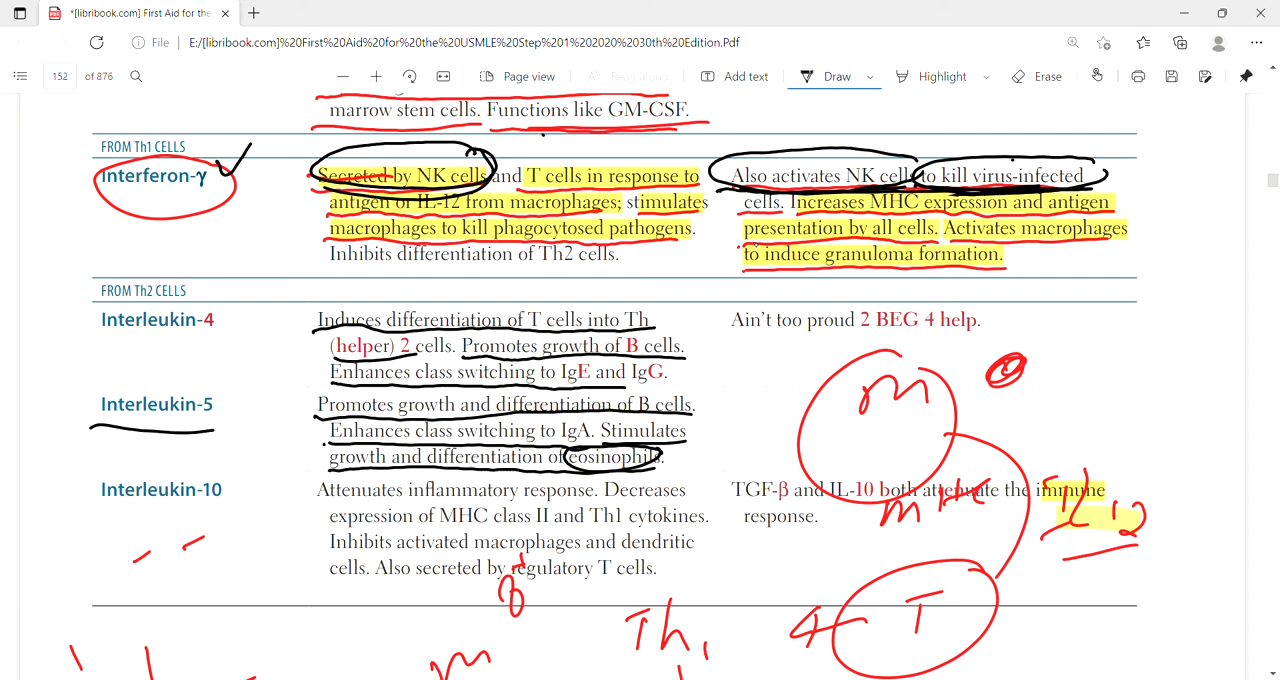 *[libribook.com] First Aid for the
File E:/[libribook.com]%20First%20Aid%20for%20the%20USMLE%20Step%201%202020%2030th%20Edition.Pdf
152 of 876 Page view Read aloud Add text Draw Highlight Erase
marrow stem cells. Functions like GM-CSF.
FROM Th1 CELLS
Interferon-γ
Secreted by NK cells and T cells in response to
antigen or IL-12 from macrophages; stimulates
macrophages to kill phagocytosed pathogens.
Inhibits differentiation of Th2 cells.
Also activates NK cells to kill virus-infected
cells. Increases MHC expression and antigen
presentation by all cells. Activates macrophages
to induce granuloma formation.
FROM Th2 CELLS
Interleukin-4
Induces differentiation of T cells into Th
(helper) 2 cells. Promotes growth of B cells.
Enhances class switching to IgE and IgG.
Ain't too proud 2 BEG 4 help.
Interleukin-5
Promotes growth and differentiation of B cells.
Enhances class switching to IgA. Stimulates
growth and differentiation of eosinophils.
Interleukin-10
Attenuates inflammatory response. Decreases
expression of MHC class II and Th1 cytokines.
Inhibits activated macrophages and dendritic
cells. Also secreted by regulatory T cells.
TGF-β and IL-10 both attenuate the immune
response.
M
MHC
IL 12
T
4
Th1
m